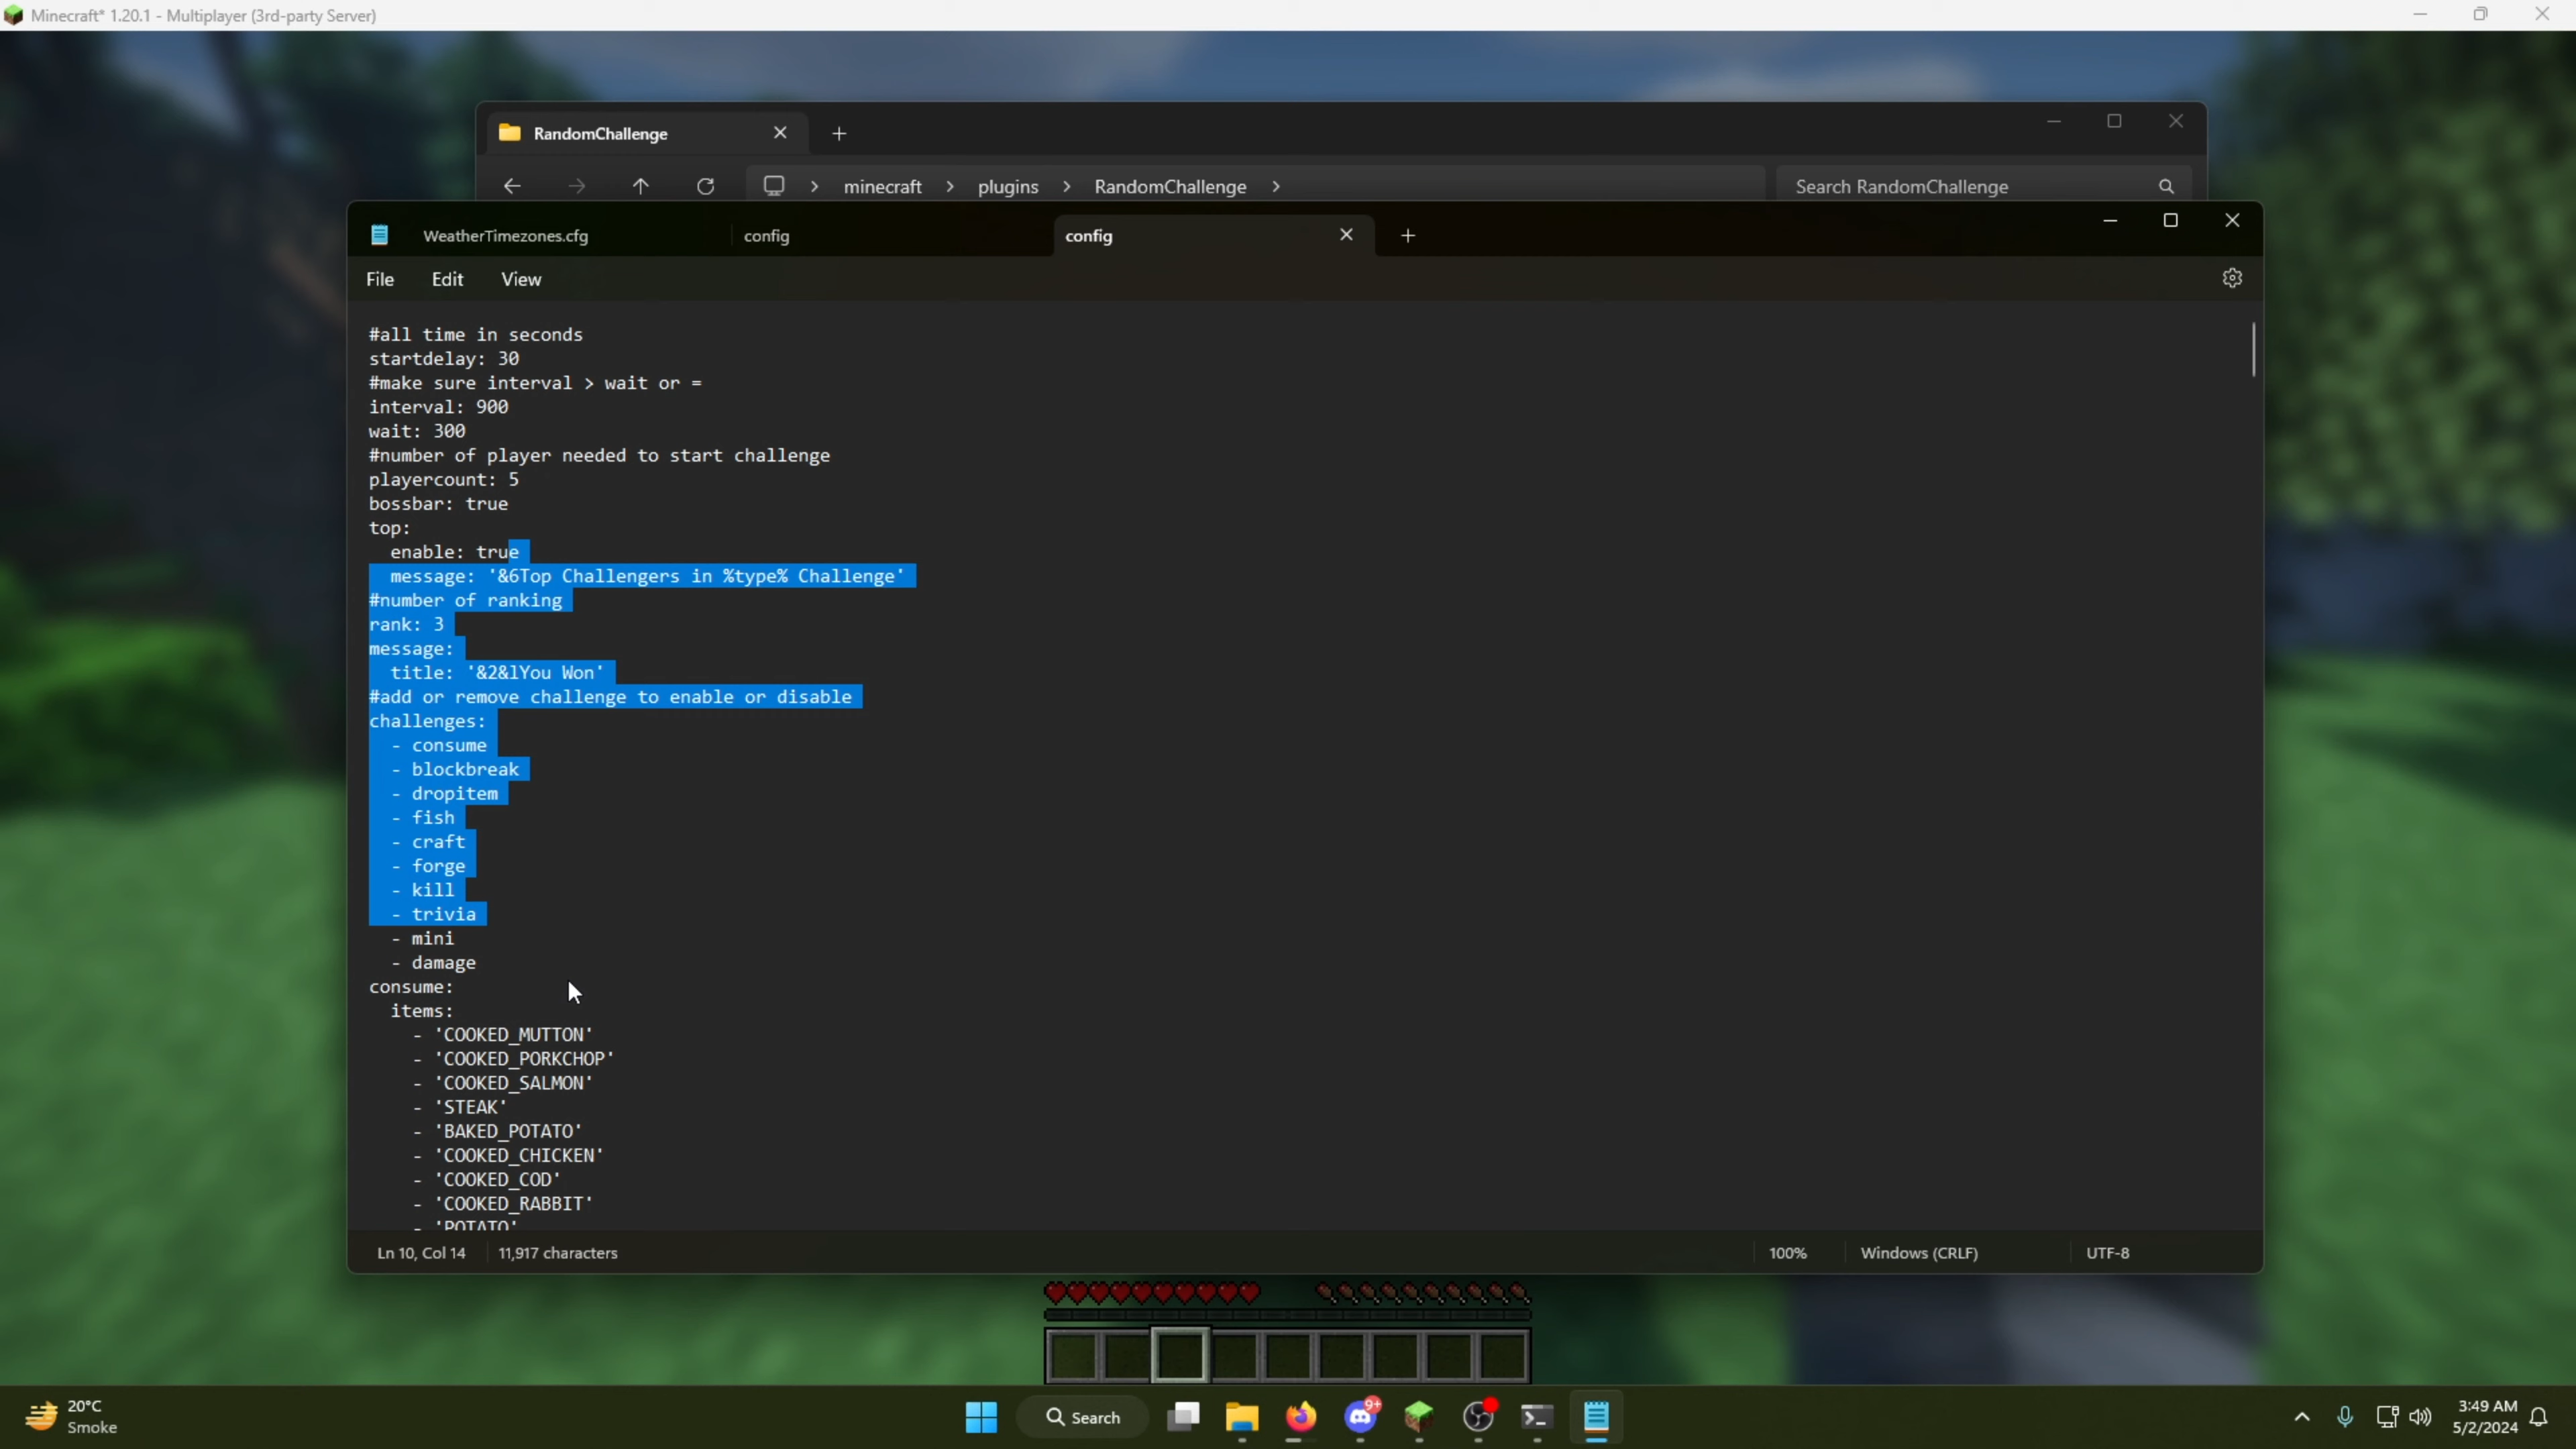 Minecraft* 1.20.1 - Multiplayer (3rd-party Server)
RandomChallenge
minecraft > plugins > RandomChallenge >
Search RandomChallenge
WeatherTimezones.cfg
config
config
File
Edit
View
#all time in seconds
startdelay: 30
#make sure interval > wait or =
interval: 900
wait: 300
#number of player needed to start challenge
playercount: 5
bossbar: true
top:
  enable: true
  message: '&6Top Challengers in %type% Challenge'
#number of ranking
rank: 3
message:
  title: '&2&lYou Won'
#add or remove challenge to enable or disable
challenges:
  - consume
  - blockbreak
  - dropitem
  - fish
  - craft
  - forge
  - kill
  - trivia
  - mini
  - damage
consume:
  items:
    - 'COOKED_MUTTON'
    - 'COOKED_PORKCHOP'
    - 'COOKED_SALMON'
    - 'STEAK'
    - 'BAKED_POTATO'
    - 'COOKED_CHICKEN'
    - 'COOKED_COD'
    - 'COOKED_RABBIT'
    - 'POTATO'
Ln 10, Col 14
11,917 characters
100%
Windows (CRLF)
UTF-8
20°C
Smoke
Search
9+
3:49 AM
5/2/2024